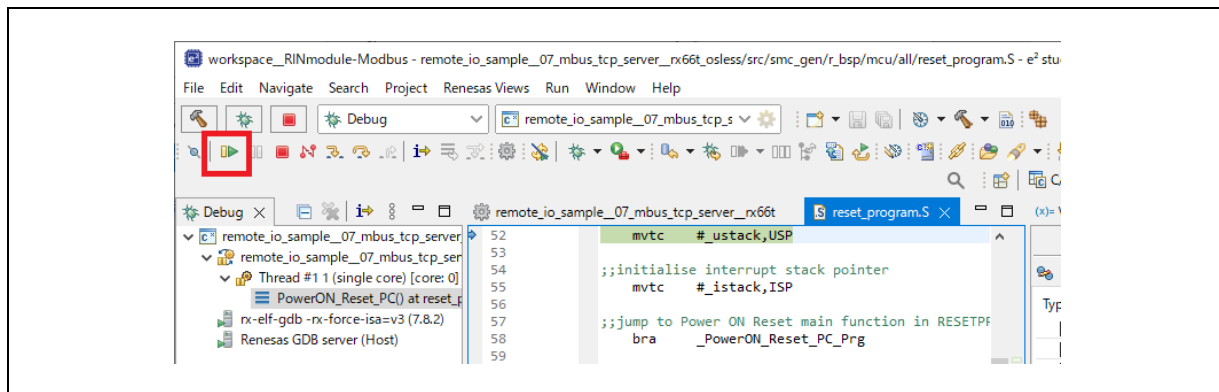 workspace__RINmodule-Modbus - remote_io_sample__07_mbus_tcp_server__rx66t_osless/src/smc_gen/r_bsp/mcu/all/reset_program.S - e² stu
File Edit Navigate Search Project Renesas Views Run Window Help
Debug remote_io_sample__07_mbus_tcp_s
Debug remote_io_sample__07_mbus_tcp_server__rx66t reset_program.S (x)=
remote_io_sample__07_mbus_tcp_server 52 mvtc #_ustack,USP
remote_io_sample__07_mbus_tcp_ser 53
Thread #1 1 (single core) [core: 0] 54 ;;initialise interrupt stack pointer
PowerON_Reset_PC() at reset_p 55 mvtc #_istack,ISP
56
rx-elf-gdb -rx-force-isa=v3 (7.8.2) 57 ;;jump to Power ON Reset main function in RESETPR
Renesas GDB server (Host) 58 bra _PowerON_Reset_PC_Prg
59
Typ